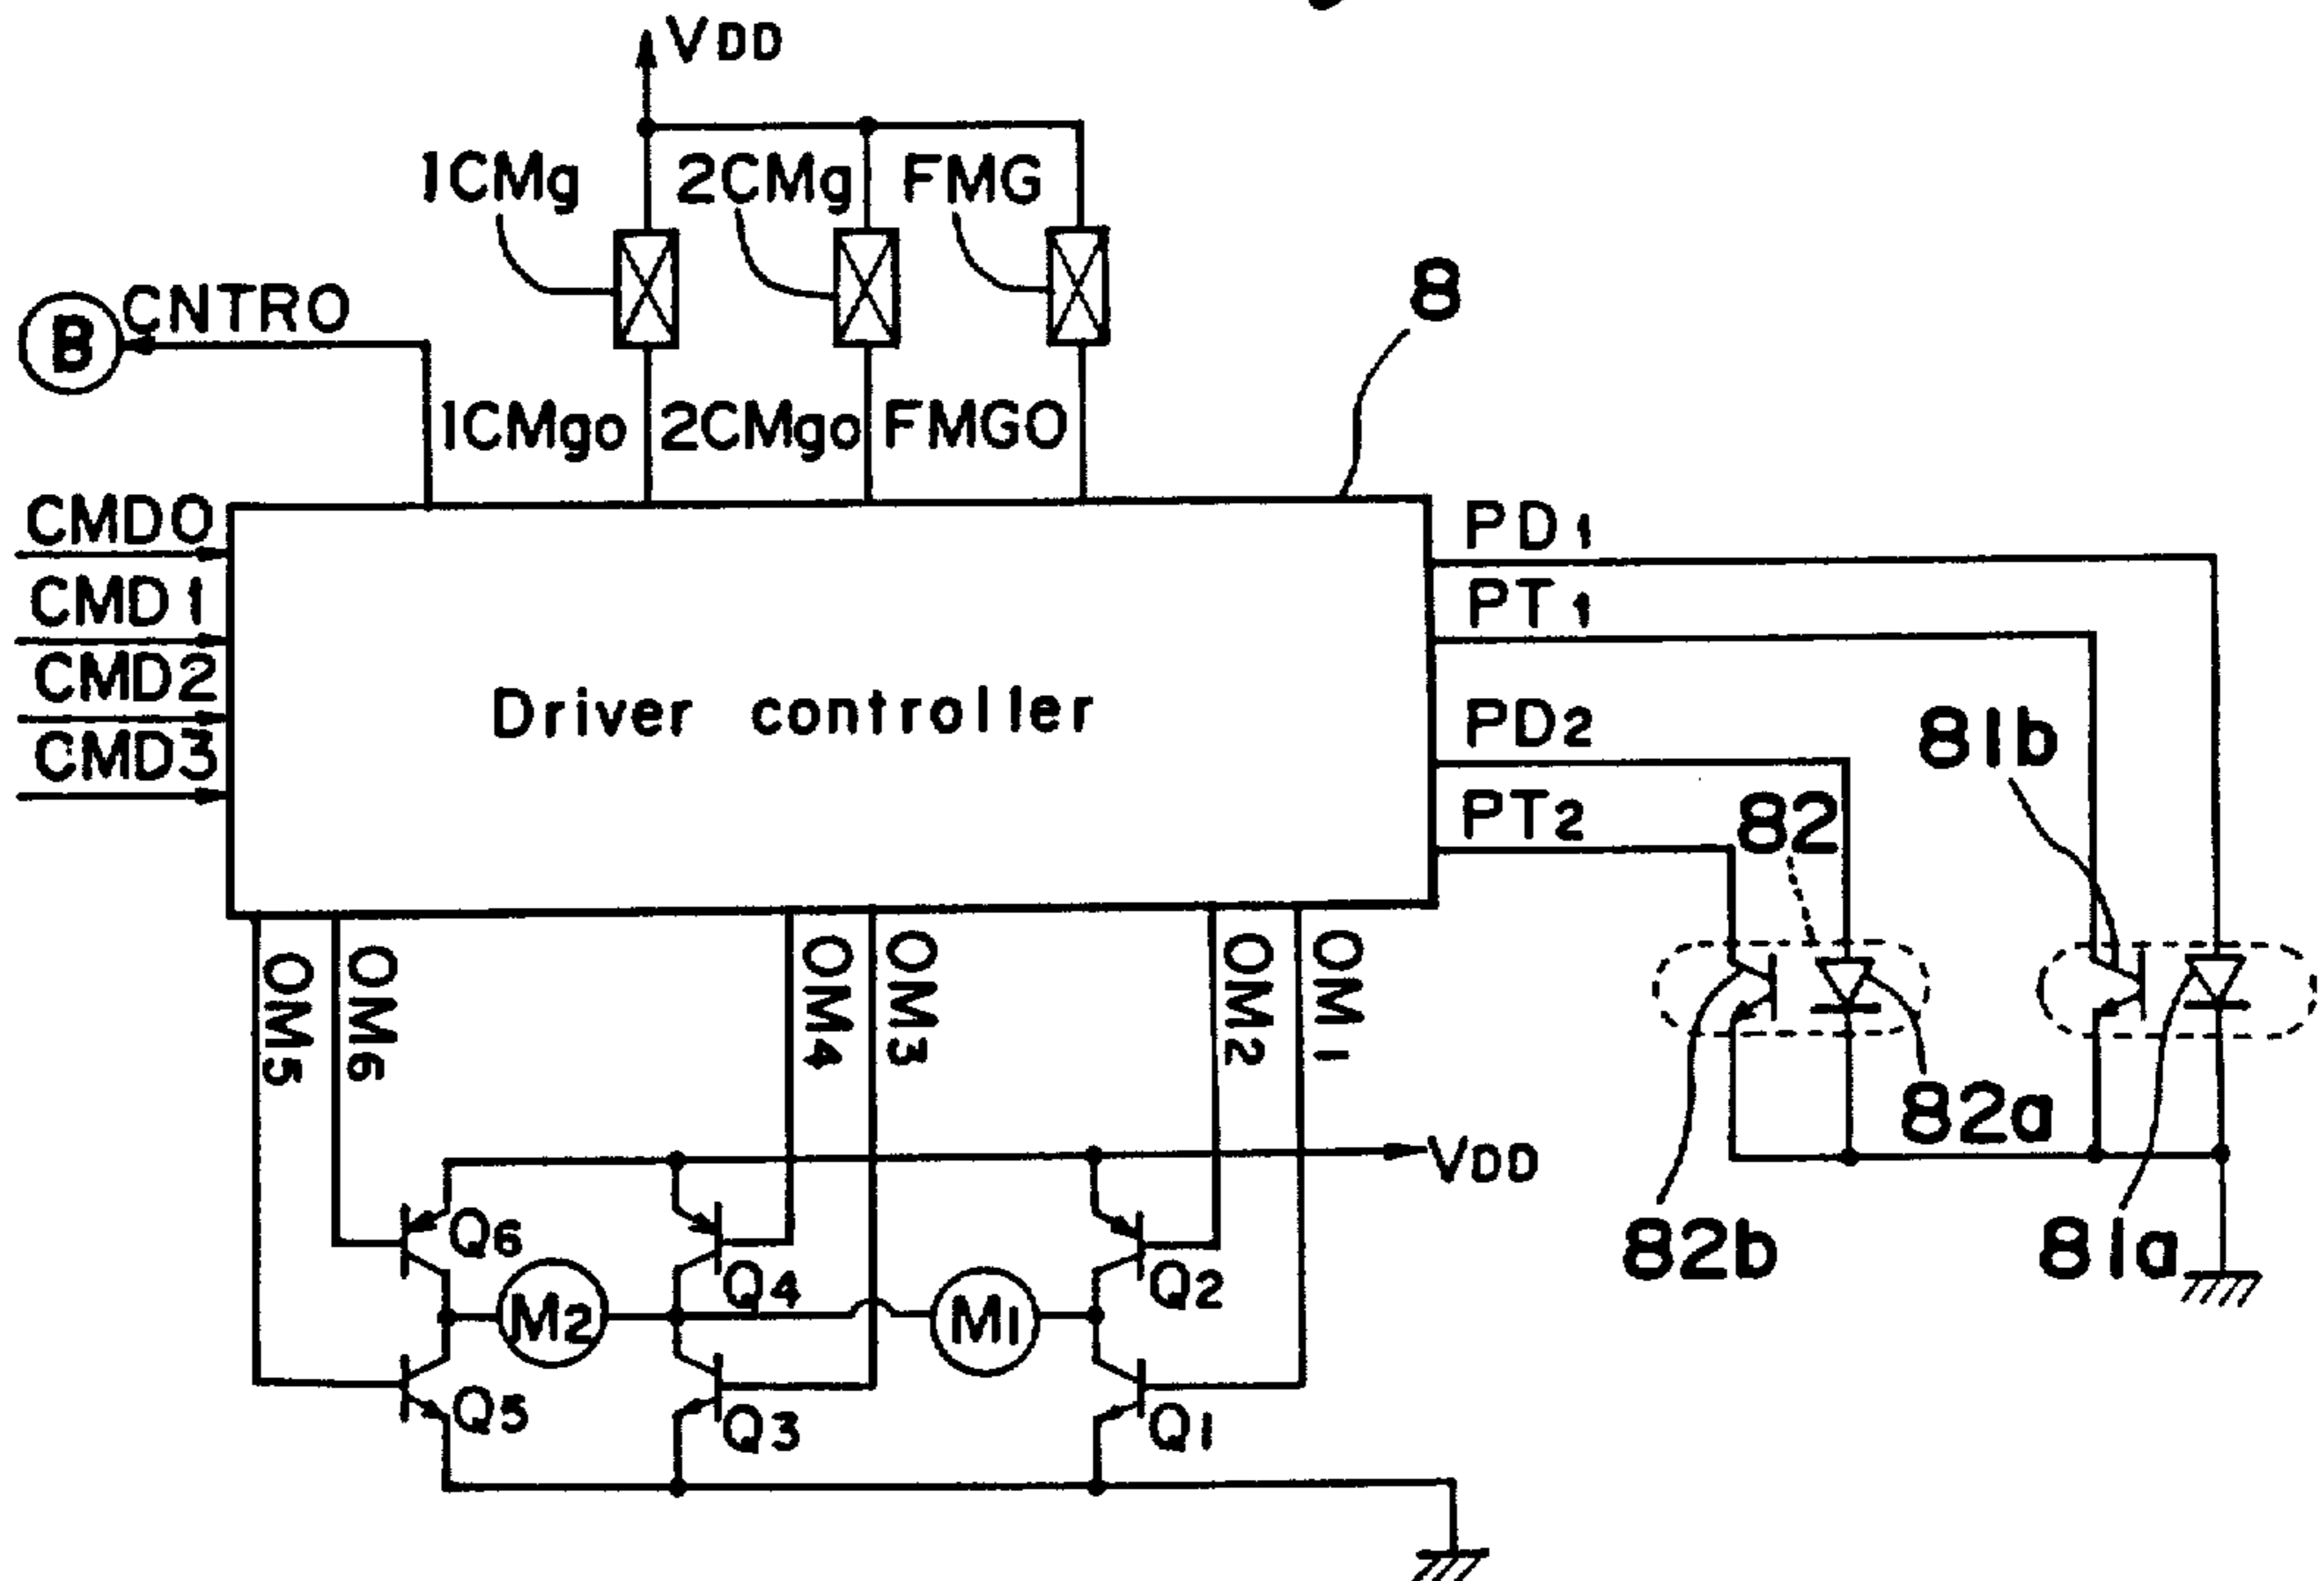 VDD
1CMg 2CMg FMG
8
B CNTRO
1CMgo 2CMgo FMGO
CMD0
CMD1
CMD2
CMD3
Driver controller
PD1
PT1
PD2
PT2
81b
82
OM5
OM6
OM4
OM3
OM2
OM1
82a
VDD
82b
81a
Q6
Q4
Q2
M2
M1
Q5
Q3
Q1